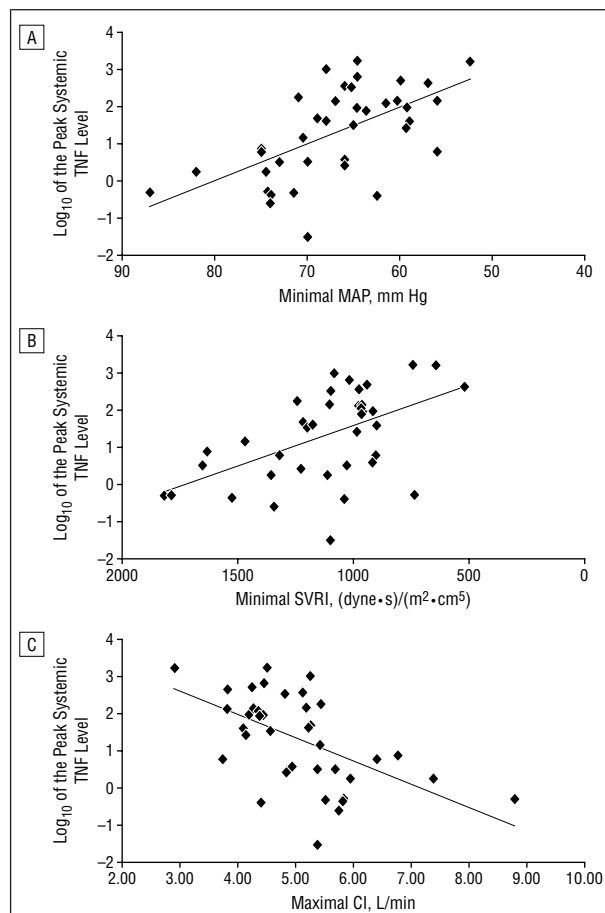 A
Log10 of the Peak Systemic
TNF Level
4
3
2
1
0
–1
–2
90 80 70 60 50 40
Minimal MAP, mm Hg
B
Log10 of the Peak Systemic
TNF Level
4
3
2
1
0
–1
–2
2000 1500 1000 500 0
Minimal SVRI, (dyne•s)/(m²•cm⁵)
C
Log10 of the Peak Systemic
TNF Level
4
3
2
1
0
–1
–2
2.00 3.00 4.00 5.00 6.00 7.00 8.00 9.00 10.00
Maximal CI, L/min